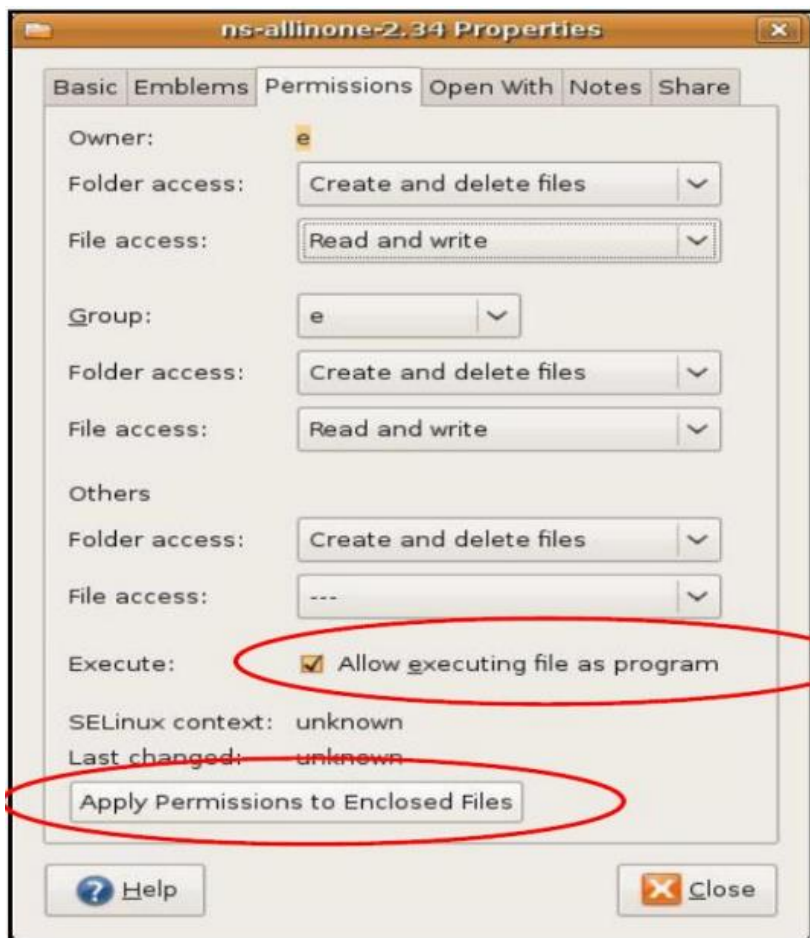 ns-allinone-2.34 Properties
Basic Emblems Permissions Open With Notes Share
Owner: e
Folder access: Create and delete files
File access: Read and write
Group: e
Folder access: Create and delete files
File access: Read and write
Others
Folder access: Create and delete files
File access: ---
Execute: Allow executing file as program
SELinux context: unknown
Last changed: unknown
Apply Permissions to Enclosed Files
Help Close